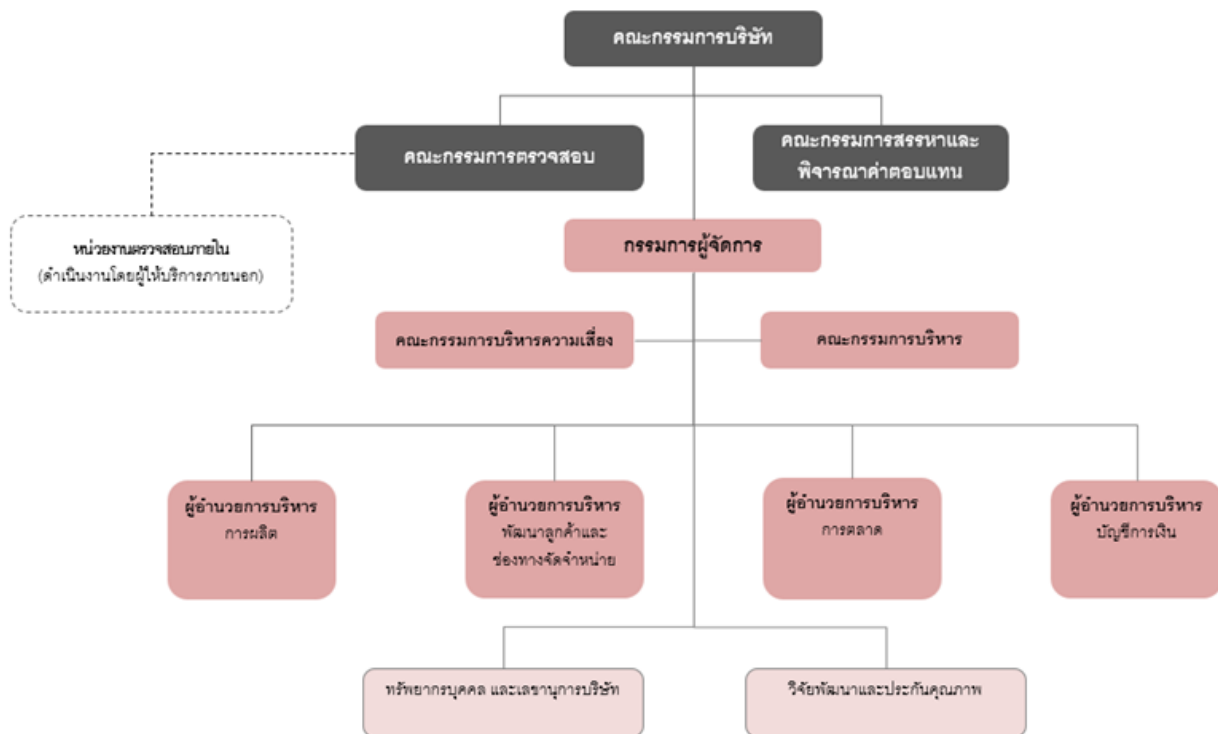 คณะกรรมการบริษัท
คณะกรรมการตรวจสอบ
คณะกรรมการสรรหาและ
พิจารณาค่าตอบแทน
หน่วยงานตรวจสอบภายใน
(ดำเนินงานโดยผู้ให้บริการภายนอก)
กรรมการผู้จัดการ
คณะกรรมการบริหารความเสี่ยง
คณะกรรมการบริหาร
ผู้อำนวยการบริหาร
การผลิต
ผู้อำนวยการบริหาร
พัฒนาลูกค้าและ
ช่องทางจัดจำหน่าย
ผู้อำนวยการบริหาร
การตลาด
ผู้อำนวยการบริหาร
บัญชีการเงิน
ทรัพยากรบุคคล และเลขานุการบริษัท
วิจัยพัฒนาและประกันคุณภาพ